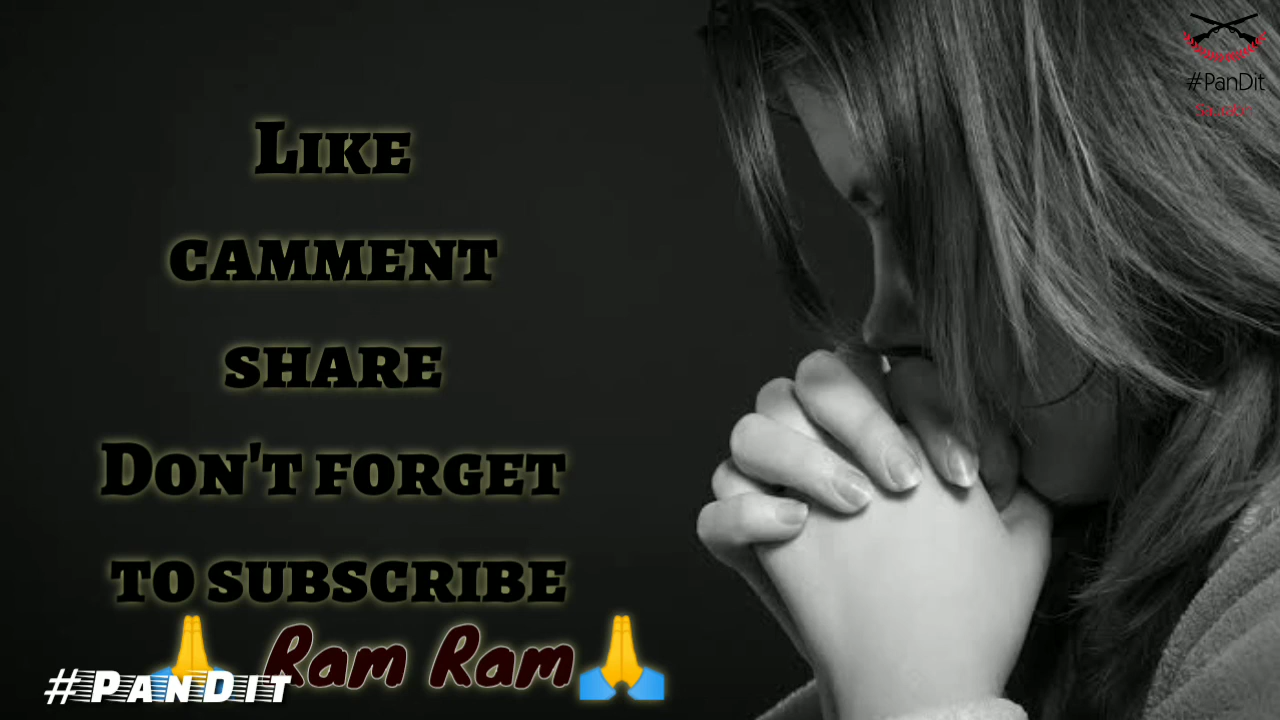 Like
camment
share
Don't forget
to subscribe
🙏 Ram Ram 🙏
#PanDit
#PanDit